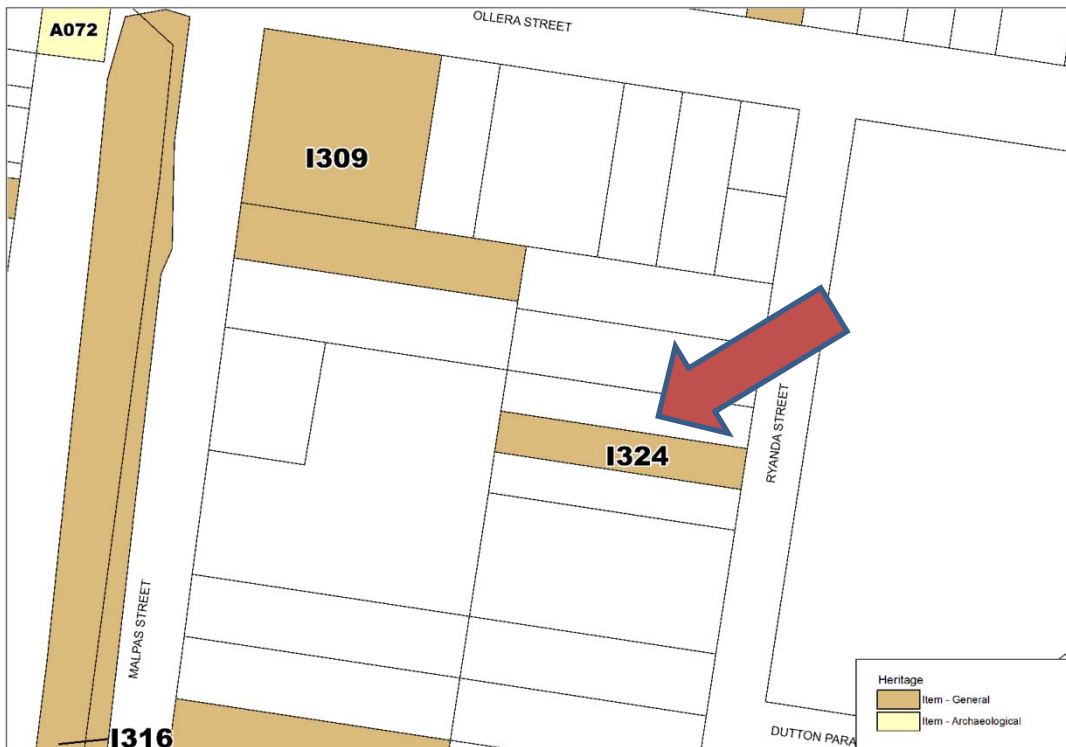 OLLERA STREET
A072
I309
RYANDA STREET
I324
MALPAS STREET
I316
DUTTON PARA
Heritage
Item - General
Item - Archaeological